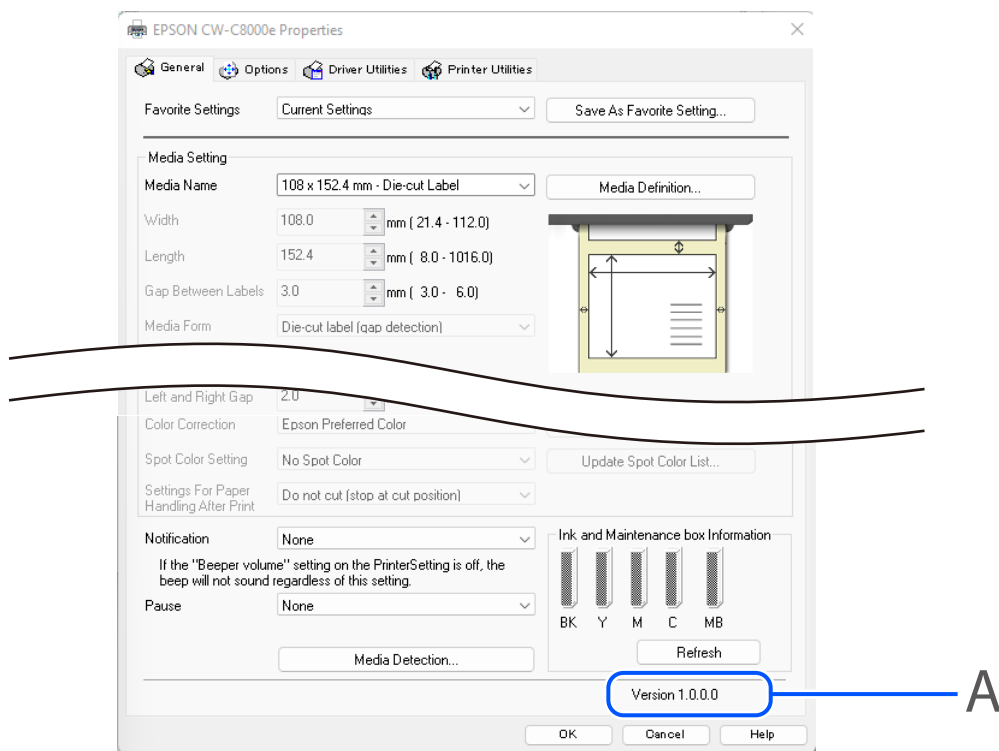 EPSON CW-C8000e Properties
General Options Driver Utilities Printer Utilities
Favorite Settings Current Settings Save As Favorite Setting...
Media Setting
Media Name 108 x 152.4 mm - Die-cut Label Media Definition...
Width 108.0 mm ( 21.4 - 112.0)
Length 152.4 mm ( 8.0 - 1016.0)
Gap Between Labels 3.0 mm ( 3.0 - 6.0)
Media Form Die-cut label (gap detection)
Left and Right Gap 2.0
Color Correction Epson Preferred Color
Spot Color Setting No Spot Color Update Spot Color List...
Settings For Paper
Handling After Print Do not cut (stop at cut position)
Notification None
If the "Beeper volume" setting on the PrinterSetting is off, the
beep will not sound regardless of this setting.
Pause None
Media Detection...
Ink and Maintenance box Information
BK Y M C MB
Refresh
Version 1.0.0.0
A
OK Cancel Help